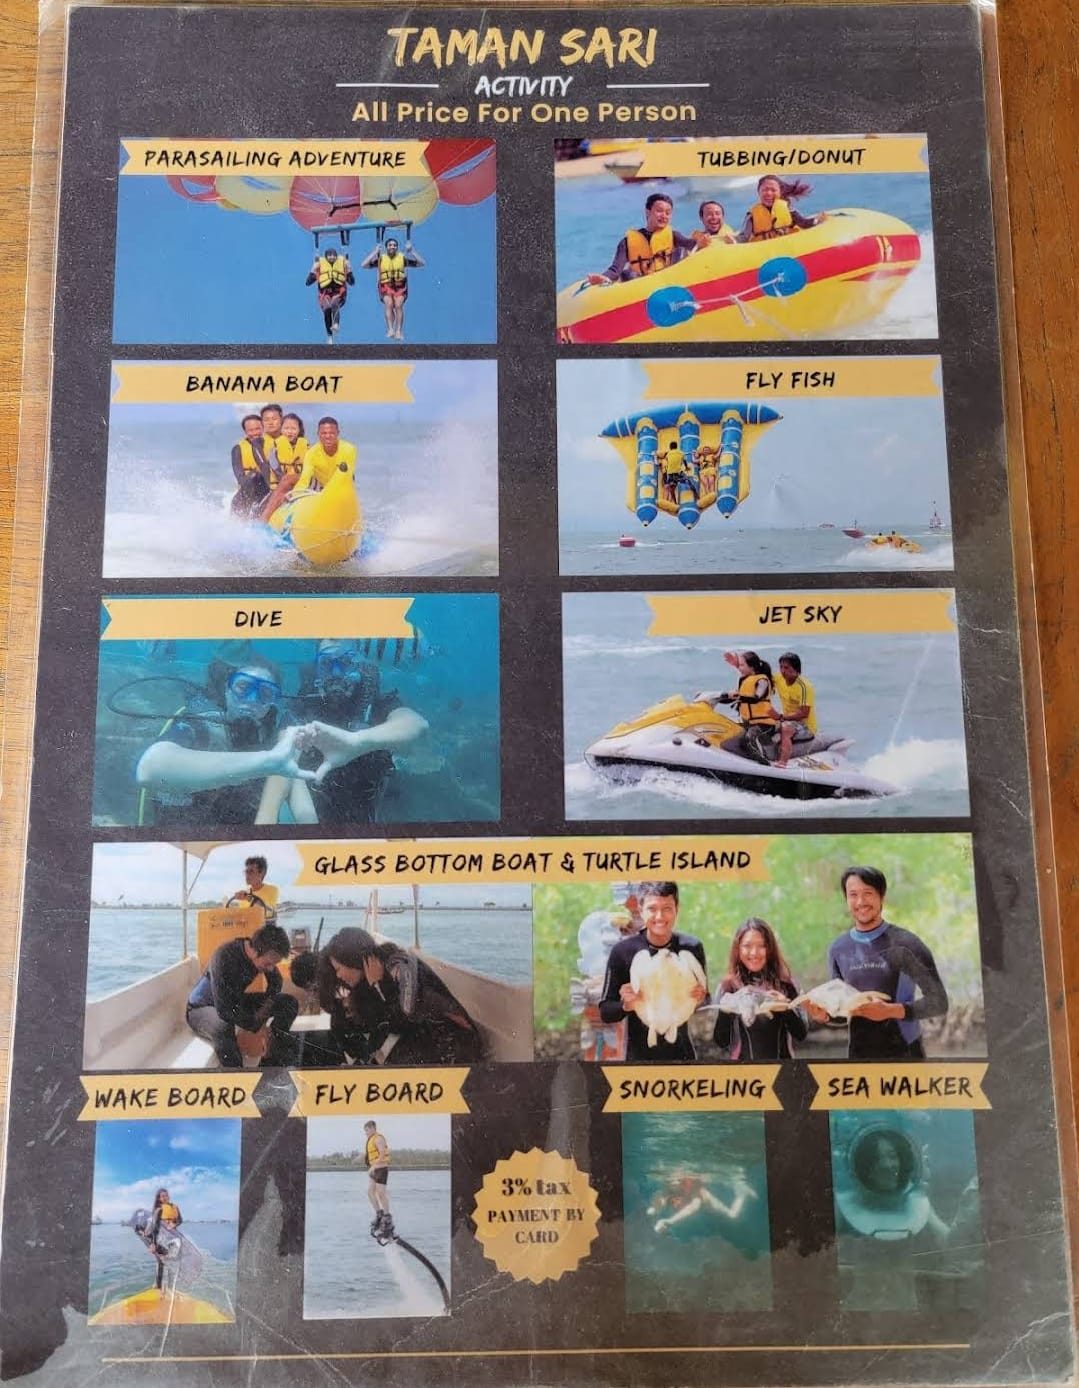 TAMAN SARI
ACTIVITY
All Price For One Person
PARASAILING ADVENTURE
TUBBING/DONUT
BANANA BOAT
FLY FISH
DIVE
JET SKY
GLASS BOTTOM BOAT & TURTLE ISLAND
WAKE BOARD
FLY BOARD
SNORKELING
SEA WALKER
3% tax
PAYMENT BY
CARD